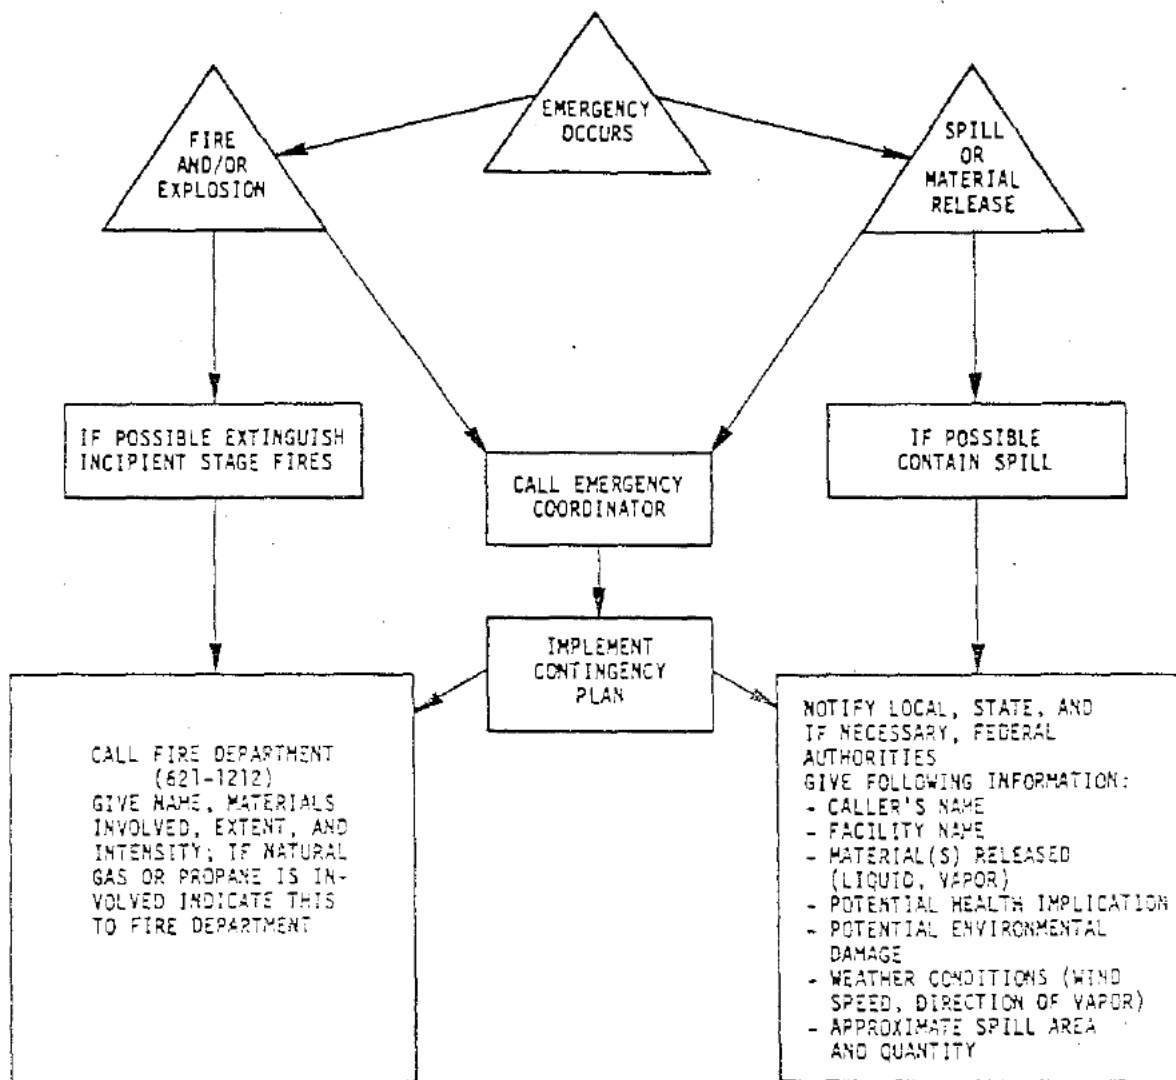 EMERGENCY
OCCURS
FIRE
AND/OR
EXPLOSION
SPILL
OR
MATERIAL
RELEASE
IF POSSIBLE EXTINGUISH
INCIPIENT STAGE FIRES
CALL EMERGENCY
COORDINATOR
IF POSSIBLE
CONTAIN SPILL
IMPLEMENT
CONTINGENCY
PLAN
CALL FIRE DEPARTMENT
(621-1212)
GIVE NAME, MATERIALS
INVOLVED, EXTENT, AND
INTENSITY; IF NATURAL
GAS OR PROPANE IS IN-
VOLVED INDICATE THIS
TO FIRE DEPARTMENT
NOTIFY LOCAL, STATE, AND
IF NECESSARY, FEDERAL
AUTHORITIES
GIVE FOLLOWING INFORMATION:
- CALLER'S NAME
- FACILITY NAME
- MATERIAL(S) RELEASED
(LIQUID, VAPOR)
- POTENTIAL HEALTH IMPLICATION
- POTENTIAL ENVIRONMENTAL
DAMAGE
- WEATHER CONDITIONS (WIND
SPEED, DIRECTION OF VAPOR)
- APPROXIMATE SPILL AREA
AND QUANTITY